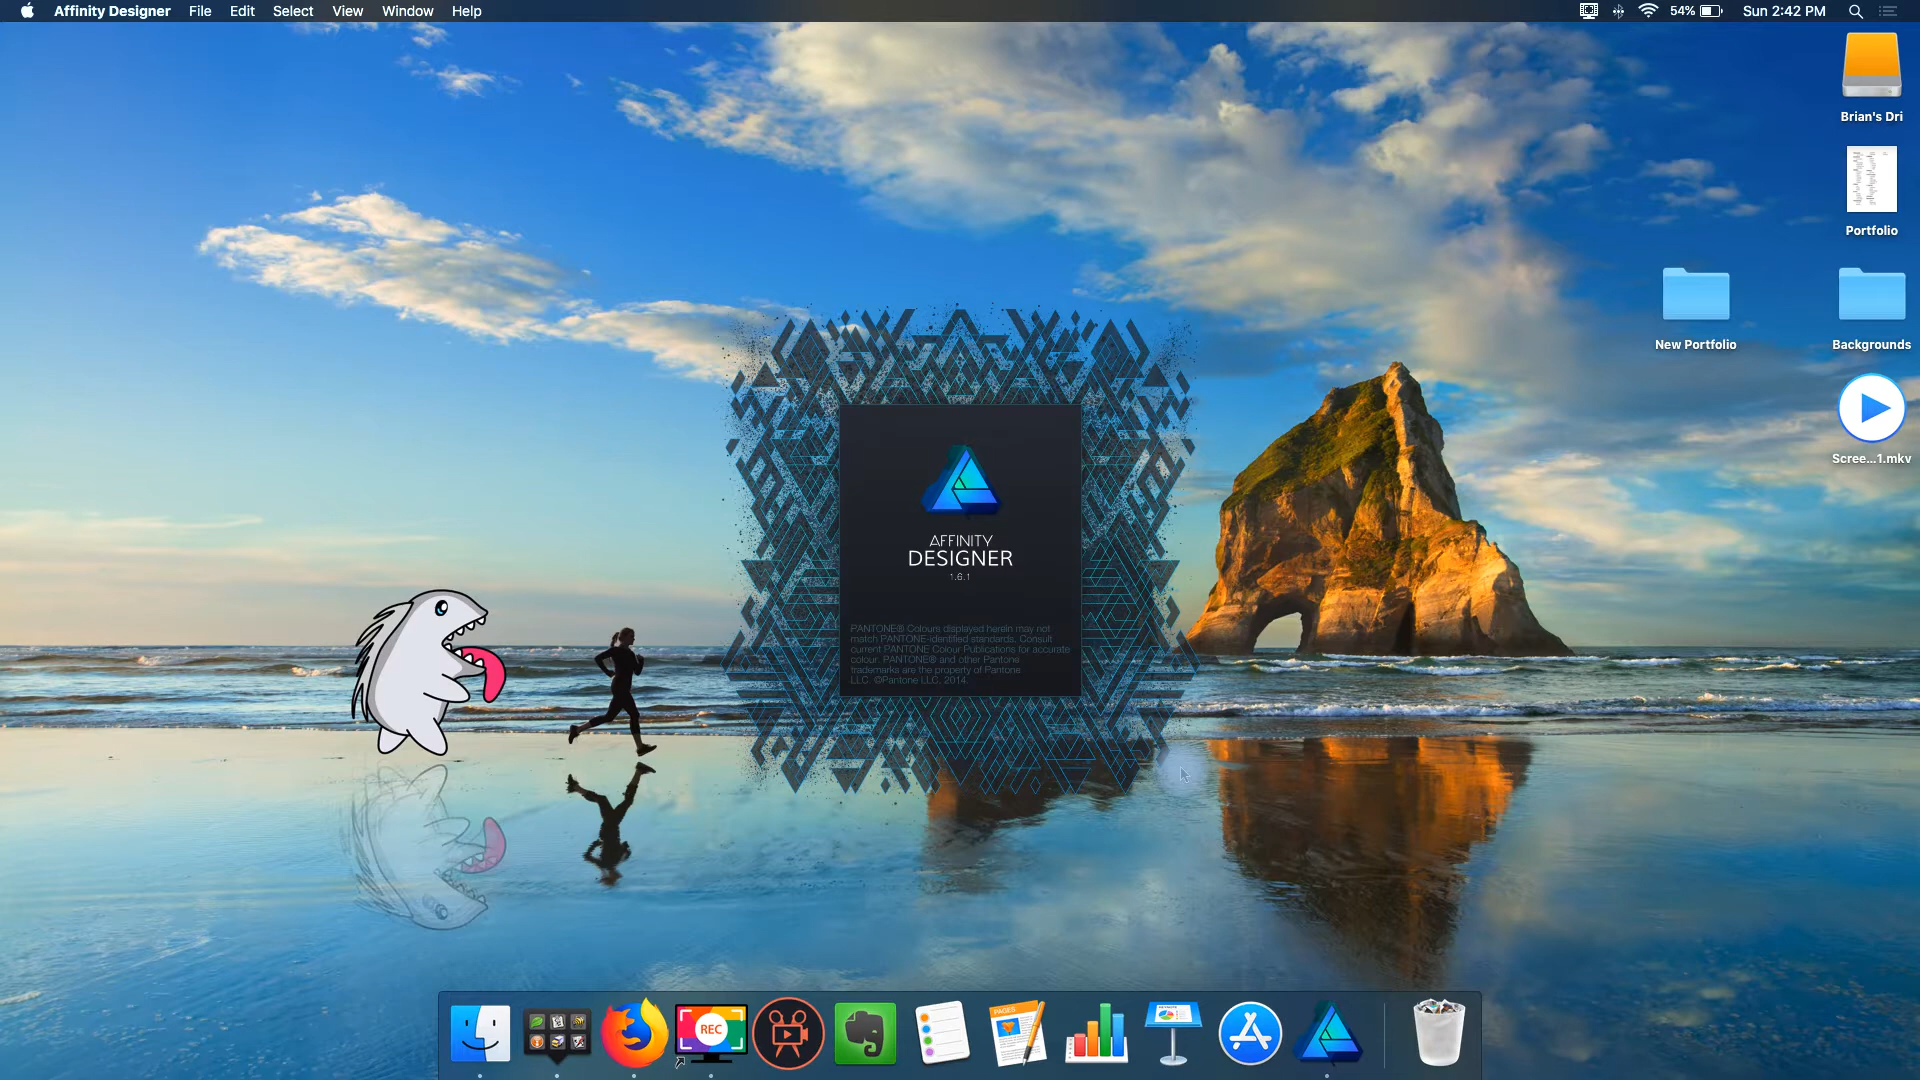 Affinity Designer File Edit Select View Window Help
54% Sun 2:42 PM
Brian's Dri
Portfolio
New Portfolio
Backgrounds
Scree...1.mkv
AFFINITY
DESIGNER
1.6.1
PANTONE® Colours displayed herein may not
match PANTONE-identified standards. Consult
current PANTONE Colour Publications for accurate
colour. PANTONE® and other Pantone
trademarks are the property of Pantone
LLC. ©Pantone LLC, 2014.
REC
PAGES